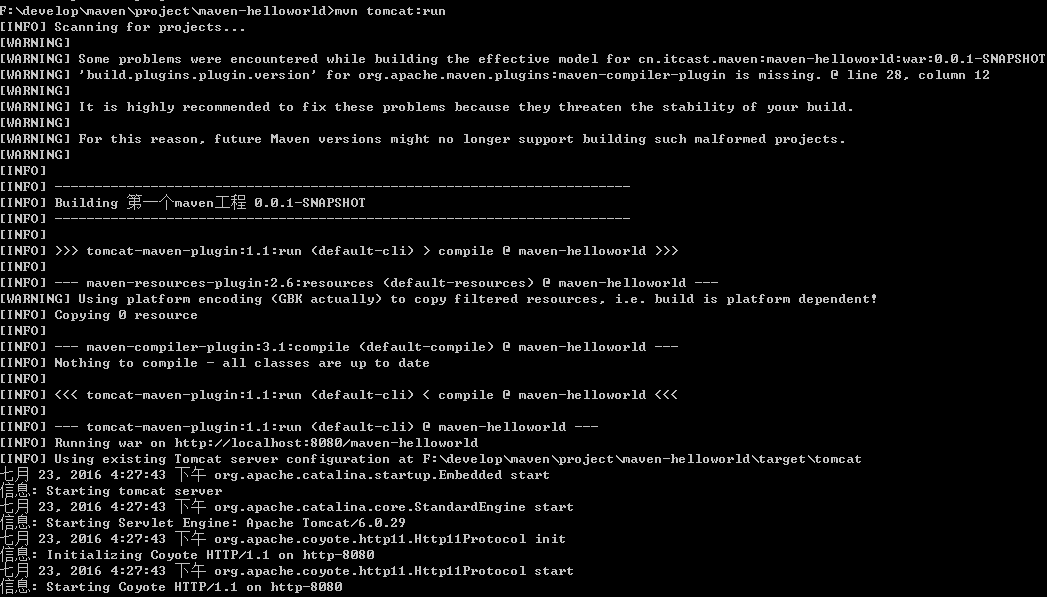 F:\develop\maven\project\maven-helloworld>mvn tomcat:run
[INFO] Scanning for projects...
[WARNING]
[WARNING] Some problems were encountered while building the effective model for cn.itcast.maven:maven-helloworld:war:0.0.1-SNAPSHOT
[WARNING] 'build.plugins.plugin.version' for org.apache.maven.plugins:maven-compiler-plugin is missing. @ line 28, column 12
[WARNING]
[WARNING] It is highly recommended to fix these problems because they threaten the stability of your build.
[WARNING]
[WARNING] For this reason, future Maven versions might no longer support building such malformed projects.
[WARNING]
[INFO]
[INFO] ------------------------------------------------------------------------
[INFO] Building 第一个maven工程 0.0.1-SNAPSHOT
[INFO] ------------------------------------------------------------------------
[INFO]
[INFO] >>> tomcat-maven-plugin:1.1:run (default-cli) > compile @ maven-helloworld >>>
[INFO]
[INFO] --- maven-resources-plugin:2.6:resources (default-resources) @ maven-helloworld ---
[WARNING] Using platform encoding (GBK actually) to copy filtered resources, i.e. build is platform dependent!
[INFO] Copying 0 resource
[INFO]
[INFO] --- maven-compiler-plugin:3.1:compile (default-compile) @ maven-helloworld ---
[INFO] Nothing to compile - all classes are up to date
[INFO]
[INFO] <<< tomcat-maven-plugin:1.1:run (default-cli) < compile @ maven-helloworld <<<
[INFO]
[INFO] --- tomcat-maven-plugin:1.1:run (default-cli) @ maven-helloworld ---
[INFO] Running war on http://localhost:8080/maven-helloworld
[INFO] Using existing Tomcat server configuration at F:\develop\maven\project\maven-helloworld\target\tomcat
七月 23, 2016 4:27:43 下午 org.apache.catalina.startup.Embedded start
信息: Starting tomcat server
七月 23, 2016 4:27:43 下午 org.apache.catalina.core.StandardEngine start
信息: Starting Servlet Engine: Apache Tomcat/6.0.29
七月 23, 2016 4:27:43 下午 org.apache.coyote.http11.Http11Protocol init
信息: Initializing Coyote HTTP/1.1 on http-8080
七月 23, 2016 4:27:43 下午 org.apache.coyote.http11.Http11Protocol start
信息: Starting Coyote HTTP/1.1 on http-8080